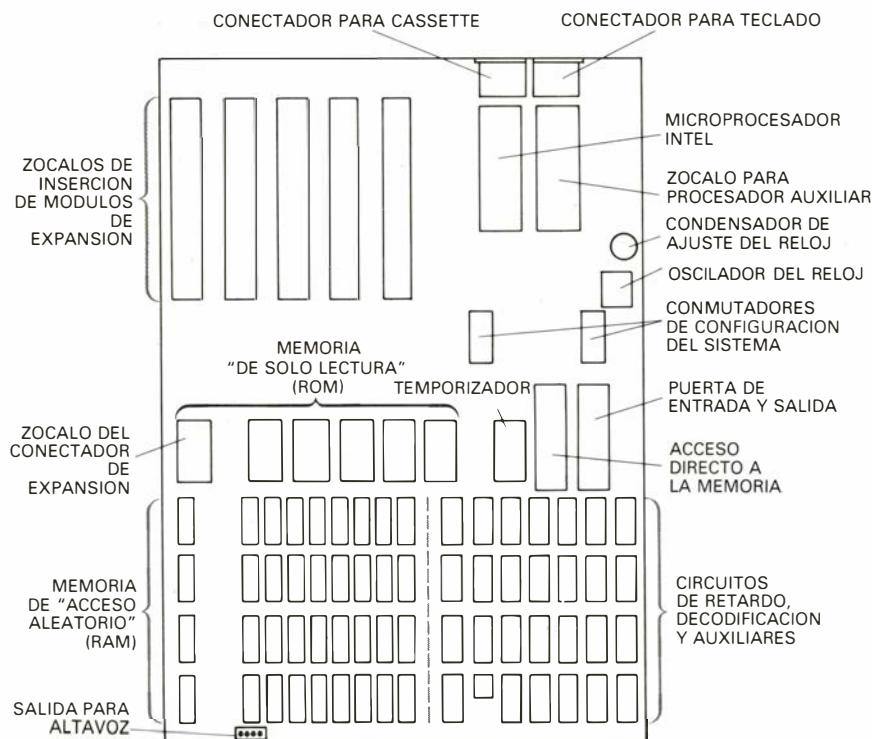 CONECTADOR PARA CASSETTE
CONECTADOR PARA TECLADO
MICROPROCESADOR
INTEL
ZOCALOS DE
INSERCION
DE MODULOS
DE
EXPANSION
ZOCALO PARA
PROCESADOR AUXILIAR
CONDENSADOR DE
AJUSTE DEL RELOJ
OSCILADOR DEL RELOJ
CONMUTADORES
DE CONFIGURACION
DEL SISTEMA
MEMORIA
"DE SOLO LECTURA"
(ROM)
TEMPORIZADOR
PUERTA DE
ENTRADA Y SALIDA
ZOCALO DEL
CONECTADOR
DE
EXPANSION
ACCESO
DIRECTO A
LA MEMORIA
MEMORIA
DE "ACCESO
ALEATORIO"
(RAM)
CIRCUITOS
DE RETARDO,
DECODIFICACION
Y AUXILIARES
SALIDA PARA
ALTAVOZ